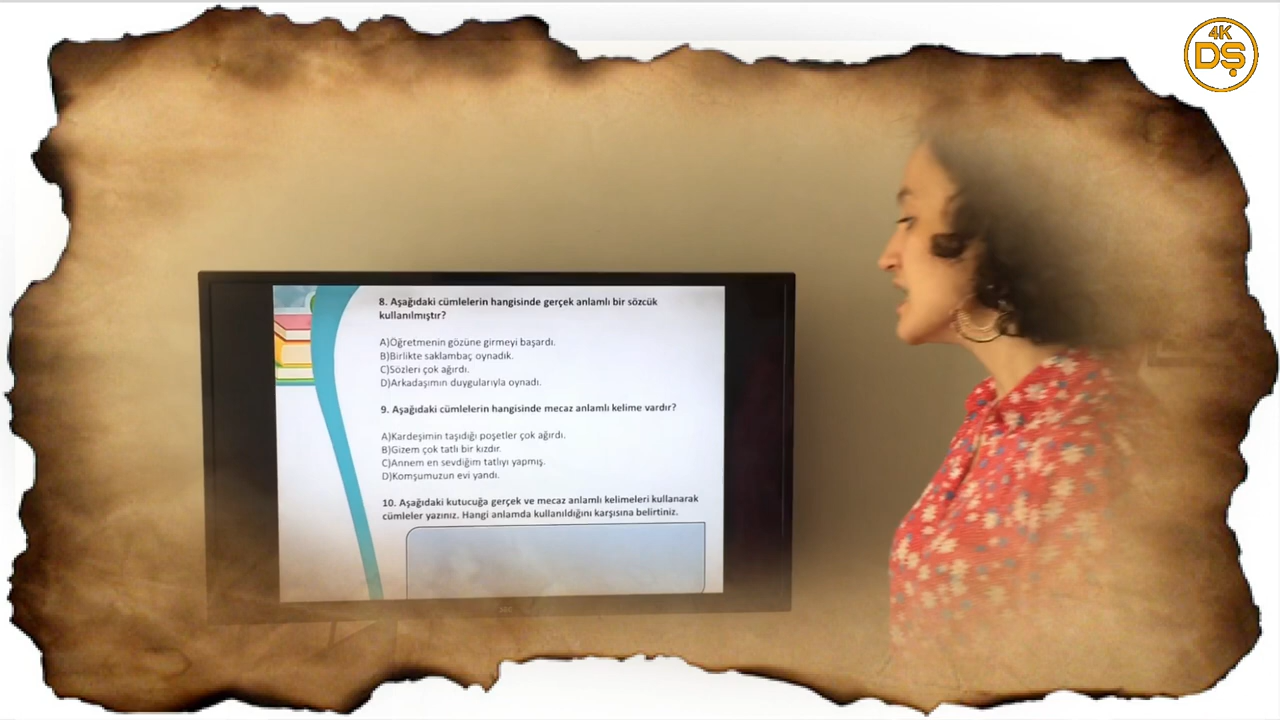 4K
DŞ
8. Aşağıdaki cümlelerin hangisinde gerçek anlamlı bir sözcük
kullanılmıştır?
A)Öğretmenin gözüne girmeyi başardı.
B)Birlikte saklambaç oynadık.
C)Sözleri çok ağırdı.
D)Arkadaşımın duygularıyla oynadı.
9. Aşağıdaki cümlelerin hangisinde mecaz anlamlı kelime vardır?
A)Kardeşimin taşıdığı poşetler çok ağırdı.
B)Gizem çok tatlı bir kızdır.
C)Annem en sevdiğim tatlıyı yapmış.
D)Komşumuzun evi yandı.
10. Aşağıdaki kutucuğa gerçek ve mecaz anlamlı kelimeleri kullanarak
cümleler yazınız. Hangi anlamda kullanıldığını karşısına belirtiniz.